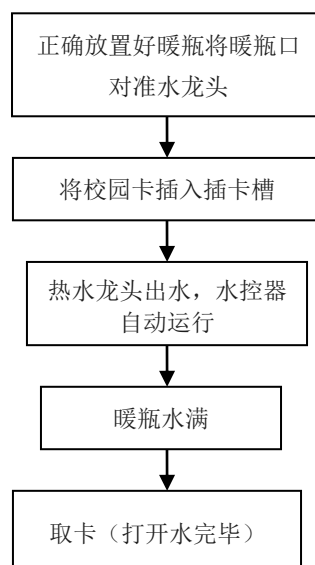 正确放置好暖瓶将暖瓶口
对准水龙头
将校园卡插入插卡槽
热水龙头出水，水控器
自动运行
暖瓶水满
取卡（打开水完毕）